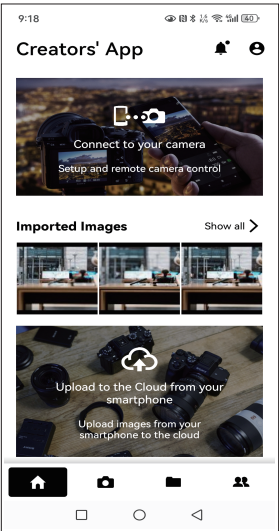 9:18
40
Creators' App
Connect to your camera
Setup and remote camera control
Imported Images
Show all
Upload to the Cloud from your
smartphone
Upload images from your
smartphone to the cloud